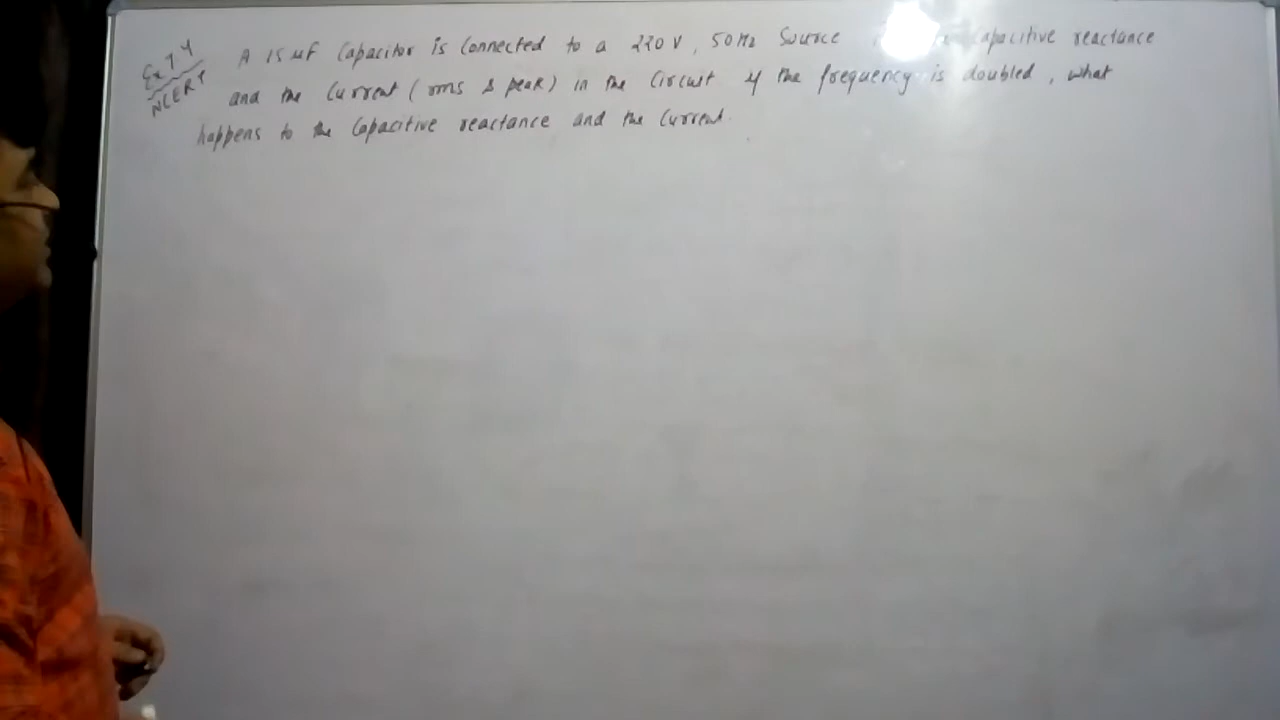 Ex 7.4 A 15 μF Capacitor is Connected to a 220 V, 50 Hz Source Capacitive reactance
NCERT and the Current (rms & peak) in the Circuit if the frequency is doubled, what
happens to the Capacitive reactance and the Current.